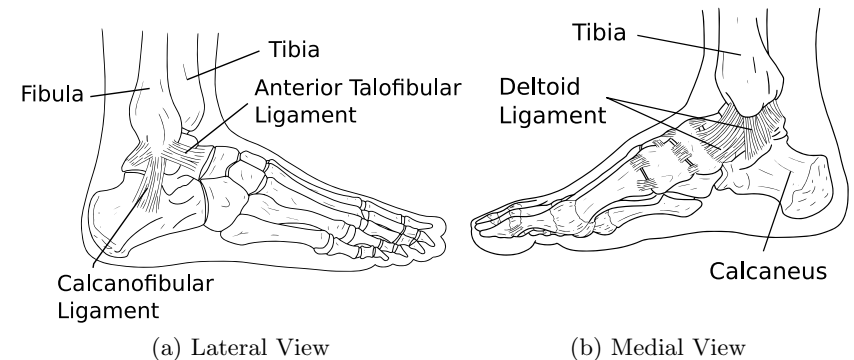 Tibia
Fibula
Anterior Talofibular
Ligament
Calcanofibular
Ligament
(a) Lateral View
Tibia
Deltoid
Ligament
Calcaneus
(b) Medial View